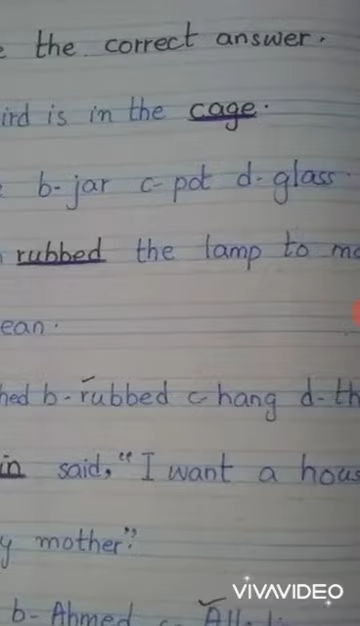 the correct answer.
ird is in the cage.
b- jar c- pot d- glass.
rubbed the lamp to ma
ean.
hed b- rubbed c- hang d- th
in said, "I want a hous
y mother"
VIVAVIDEO
b- Ahmed c-